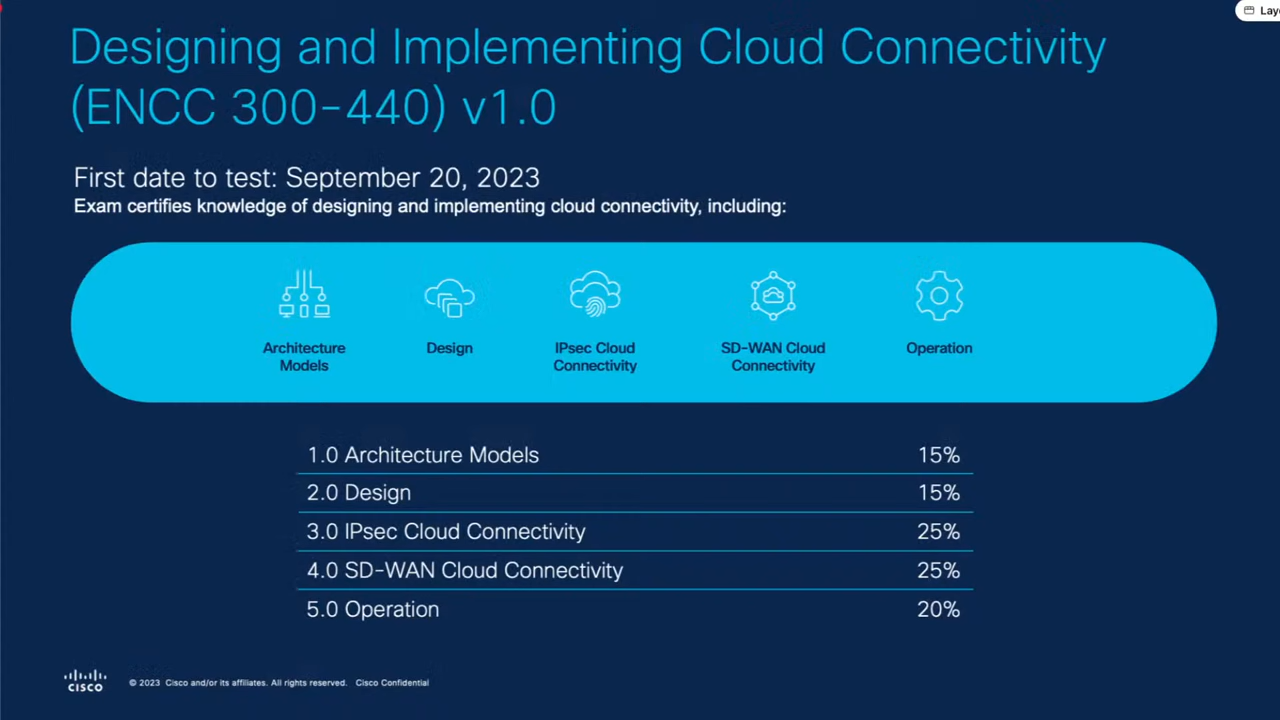 Laye
Designing and Implementing Cloud Connectivity
(ENCC 300-440) v1.0
First date to test: September 20, 2023
Exam certifies knowledge of designing and implementing cloud connectivity, including:
Architecture
Models
Design
IPsec Cloud
Connectivity
SD-WAN Cloud
Connectivity
Operation
1.0 Architecture Models 15%
2.0 Design 15%
3.0 IPsec Cloud Connectivity 25%
4.0 SD-WAN Cloud Connectivity 25%
5.0 Operation 20%
CISCO © 2023 Cisco and/or its affiliates. All rights reserved. Cisco Confidential